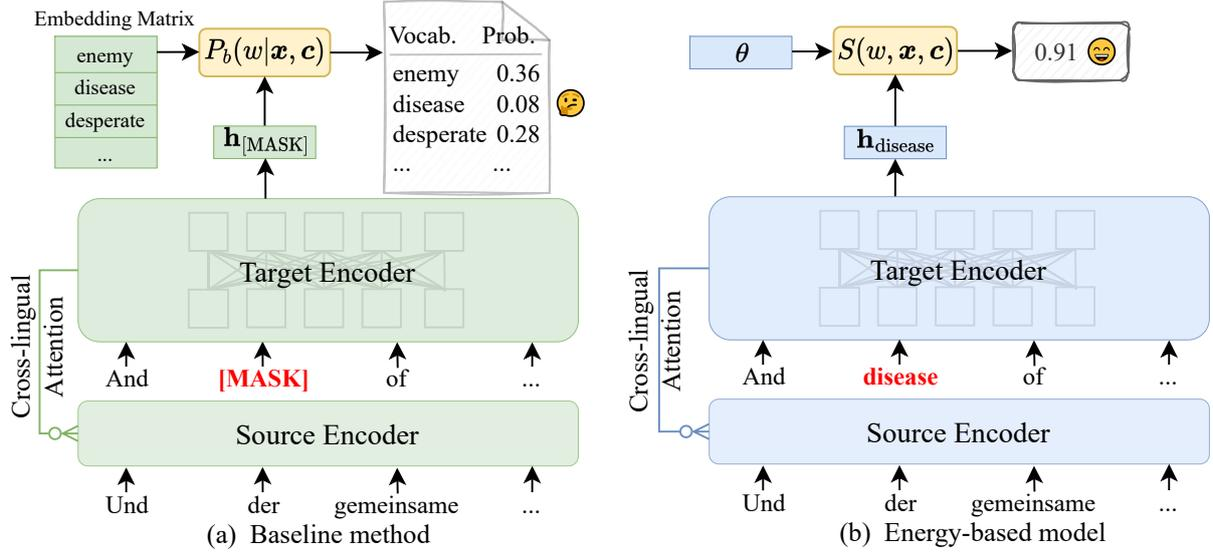 Embedding Matrix
enemy
disease
desperate
...
P_b(w|x, c)
h_[MASK]
Vocab. Prob.
enemy 0.36
disease 0.08
desperate 0.28
... ...
Target Encoder
Cross-lingual
Attention
And [MASK] of ...
Source Encoder
Und der gemeinsame ...
(a) Baseline method
θ
S(w, x, c)
0.91
h_disease
Target Encoder
Cross-lingual
Attention
And disease of ...
Source Encoder
Und der gemeinsame ...
(b) Energy-based model